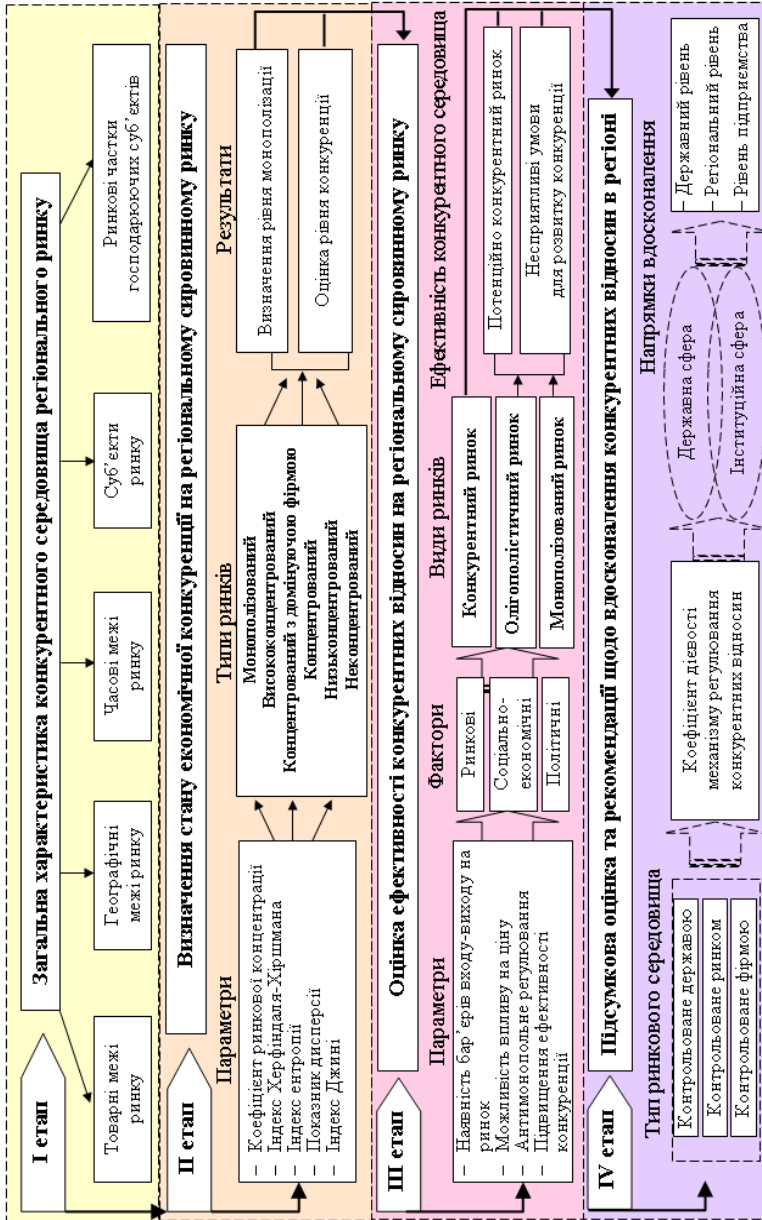 I етап
Загальна характеристика конкурентного середовища регіонального ринку
Товарні межі
ринку
Географічні
межі ринку
Часові межі
ринку
Суб’єкти
ринку
Ринкові частки
господарюючих суб’єктів
II етап
Визначення стану економічної конкуренції на регіональному сировинному ринку
Параметри
Типи ринків
Результати
– Коефіцієнт ринкової концентрації
– Індекс Херфіндаля-Хіршмана
– Індекс ентропії
– Показник дисперсії
– Індекс Джині
Монополізований
Висококонцентрований
Концентрований з домінуючою фірмою
Концентрований
Низьконцентрований
Неконцентрований
Визначення рівня монополізації
Оцінка рівня конкуренції
III етап
Оцінка ефективності конкурентних відносин на регіональному сировинному ринку
Параметри
Фактори
Види ринків
Ефективність конкурентного середовища
– Наявність бар’єрів входу-виходу на
ринок
– Можливість впливу на ціну
– Антимонопольне регулювання
– Підвищення ефективності
конкуренції
Ринкові
Соціально-
економічні
Політичні
Конкурентний ринок
Олігополістичний ринок
Монополізований ринок
Потенційно конкурентний ринок
Несприятливі умови
для розвитку конкуренції
IV етап
Підсумкова оцінка та рекомендації щодо вдосконалення конкурентних відносин в регіоні
Тип ринкового середовища
Напрямки вдосконалення
Контрольоване державою
Контрольоване ринком
Контрольоване фірмою
Коефіцієнт дієвості
механізму регулювання
конкурентних відносин
Державна сфера
Інституційна сфера
– Державний рівень
– Регіональний рівень
– Рівень підприємства